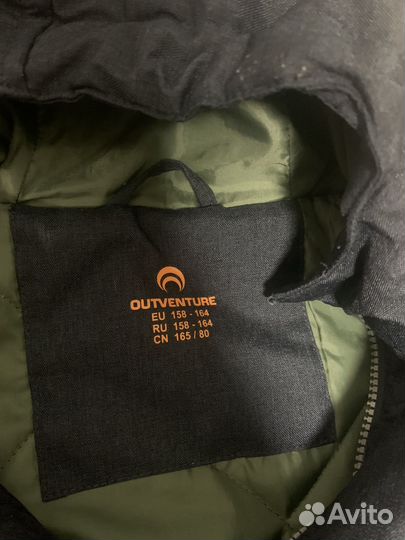 OUTVENTURE
EU 158 - 164
RU 158 - 164
CN 165 / 80
Avito